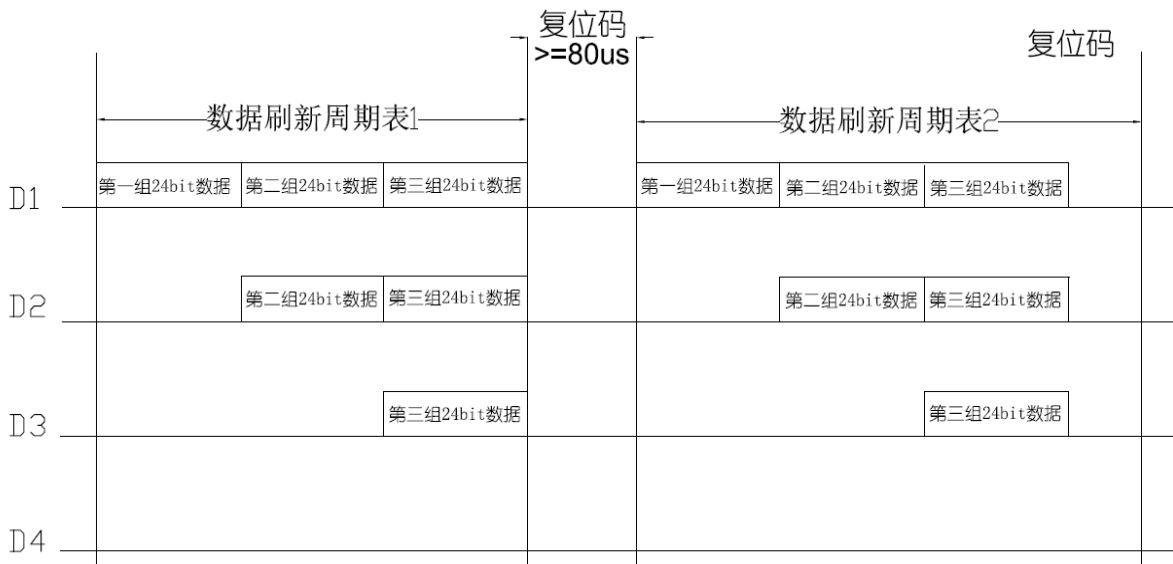 复位码
>=80us
复位码
数据刷新周期表1
数据刷新周期表2
D1
第一组24bit数据
第二组24bit数据
第三组24bit数据
第一组24bit数据
第二组24bit数据
第三组24bit数据
D2
第二组24bit数据
第三组24bit数据
第二组24bit数据
第三组24bit数据
D3
第三组24bit数据
第三组24bit数据
D4